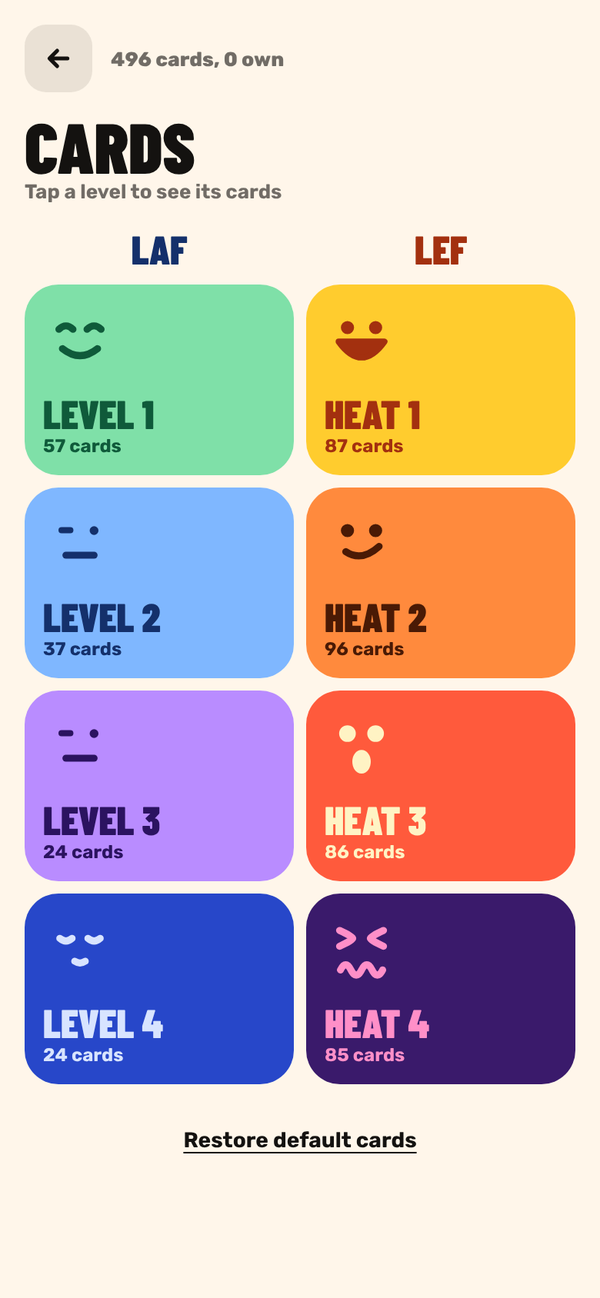 496 cards, 0 own
CARDS
Tap a level to see its cards
LAF
LEF
LEVEL 1
57 cards
HEAT 1
87 cards
LEVEL 2
37 cards
HEAT 2
96 cards
LEVEL 3
24 cards
HEAT 3
86 cards
LEVEL 4
24 cards
HEAT 4
85 cards
Restore default cards